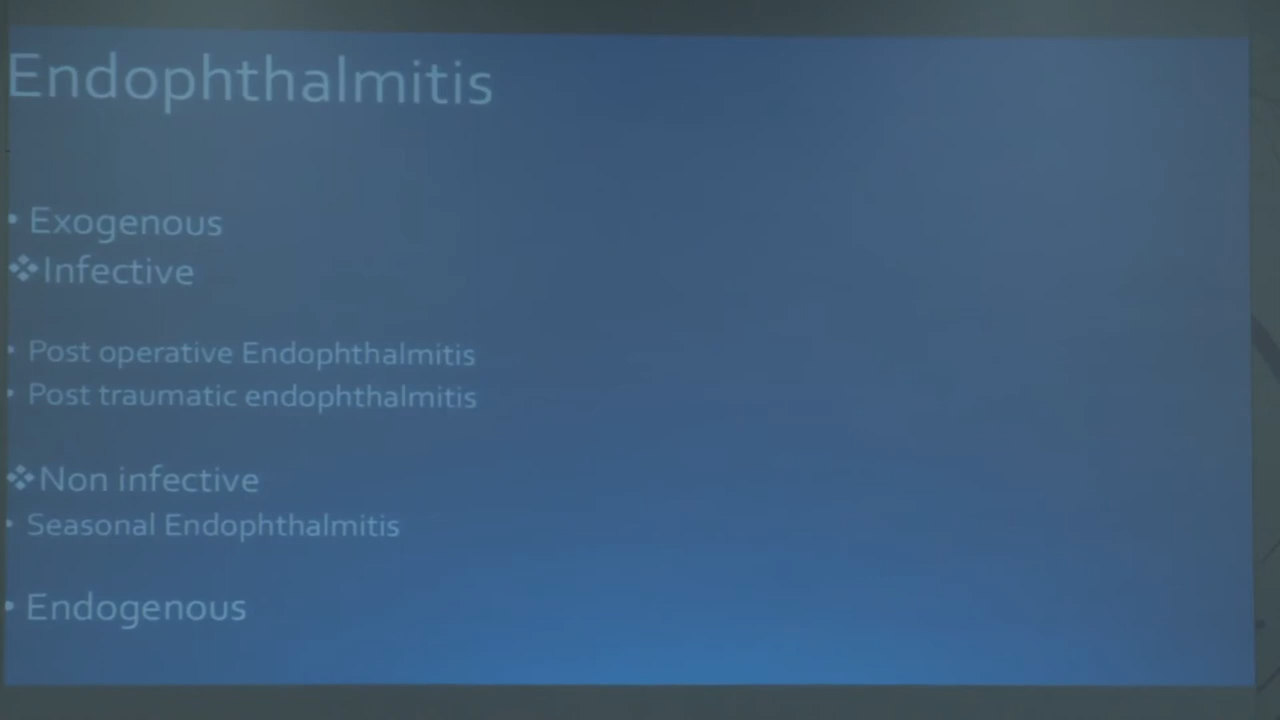 Endophthalmitis
• Exogenous
❖Infective
• Post operative Endophthalmitis
• Post traumatic endophthalmitis
❖Non infective
• Seasonal Endophthalmitis
• Endogenous